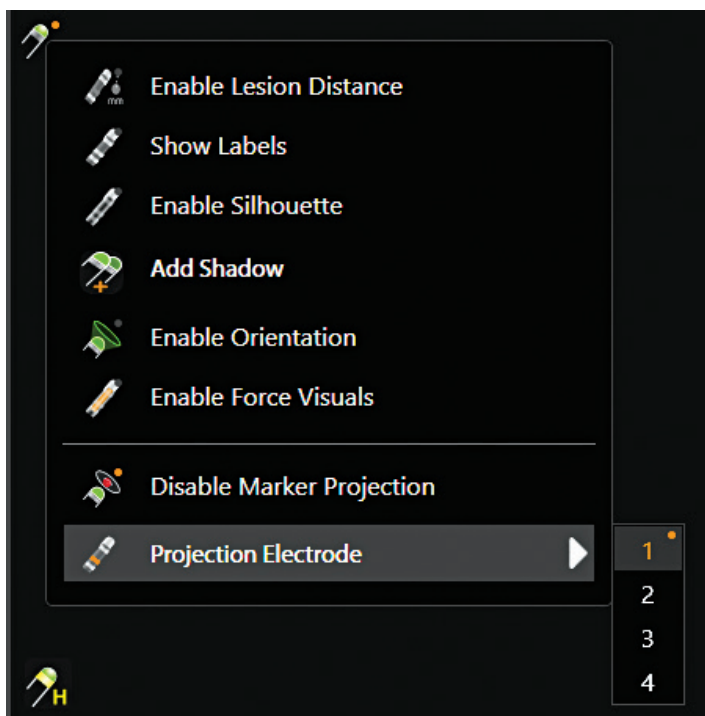 mm
Enable Lesion Distance
Show Labels
Enable Silhouette
Add Shadow
Enable Orientation
Enable Force Visuals
Disable Marker Projection
Projection Electrode
1
2
3
4
H